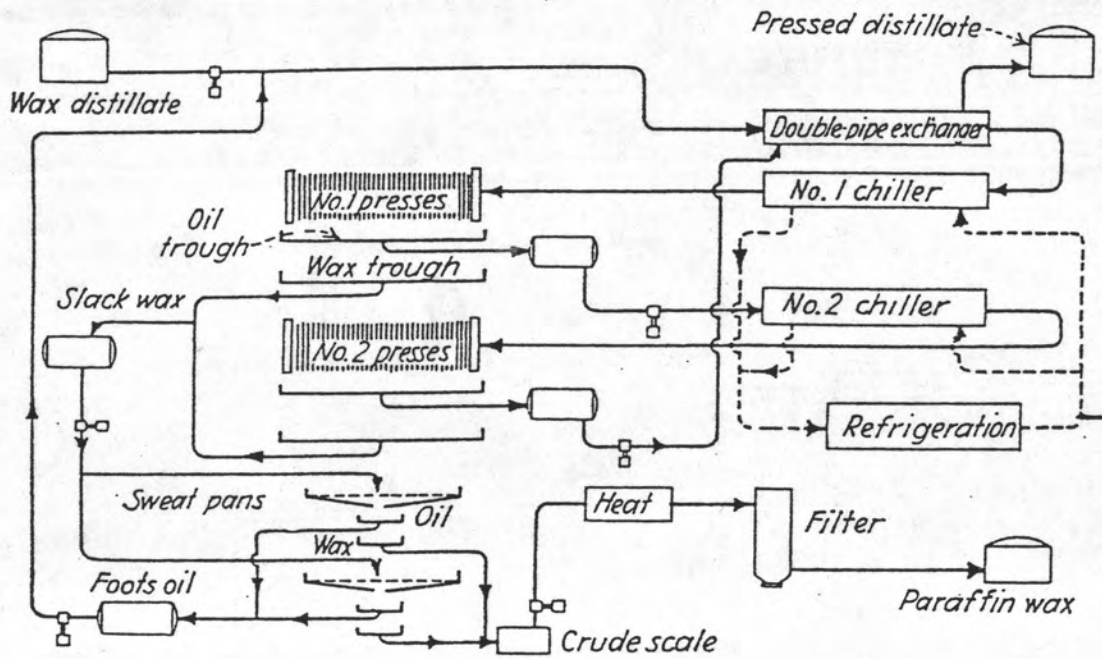 Pressed distillate
Wax distillate
Double-pipe exchange
No. 1 chiller
No. 1 presses
Oil
trough
Wax trough
Slack wax
No. 2 chiller
No. 2 presses
Refrigeration
Sweat pans
Oil
Heat
Filter
Wax
Foots oil
Paraffin wax
Crude scale